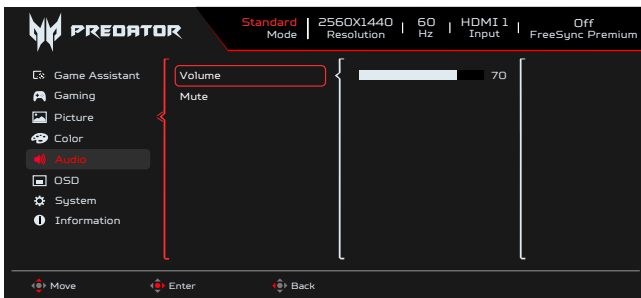 PREDATOR
Standard Mode
2560X1440 Resolution
60 Hz
HDMI 1 Input
Off FreeSync Premium
Game Assistant
Gaming
Picture
Color
Audio
OSD
System
Information
Volume
Mute
70
Move
Enter
Back